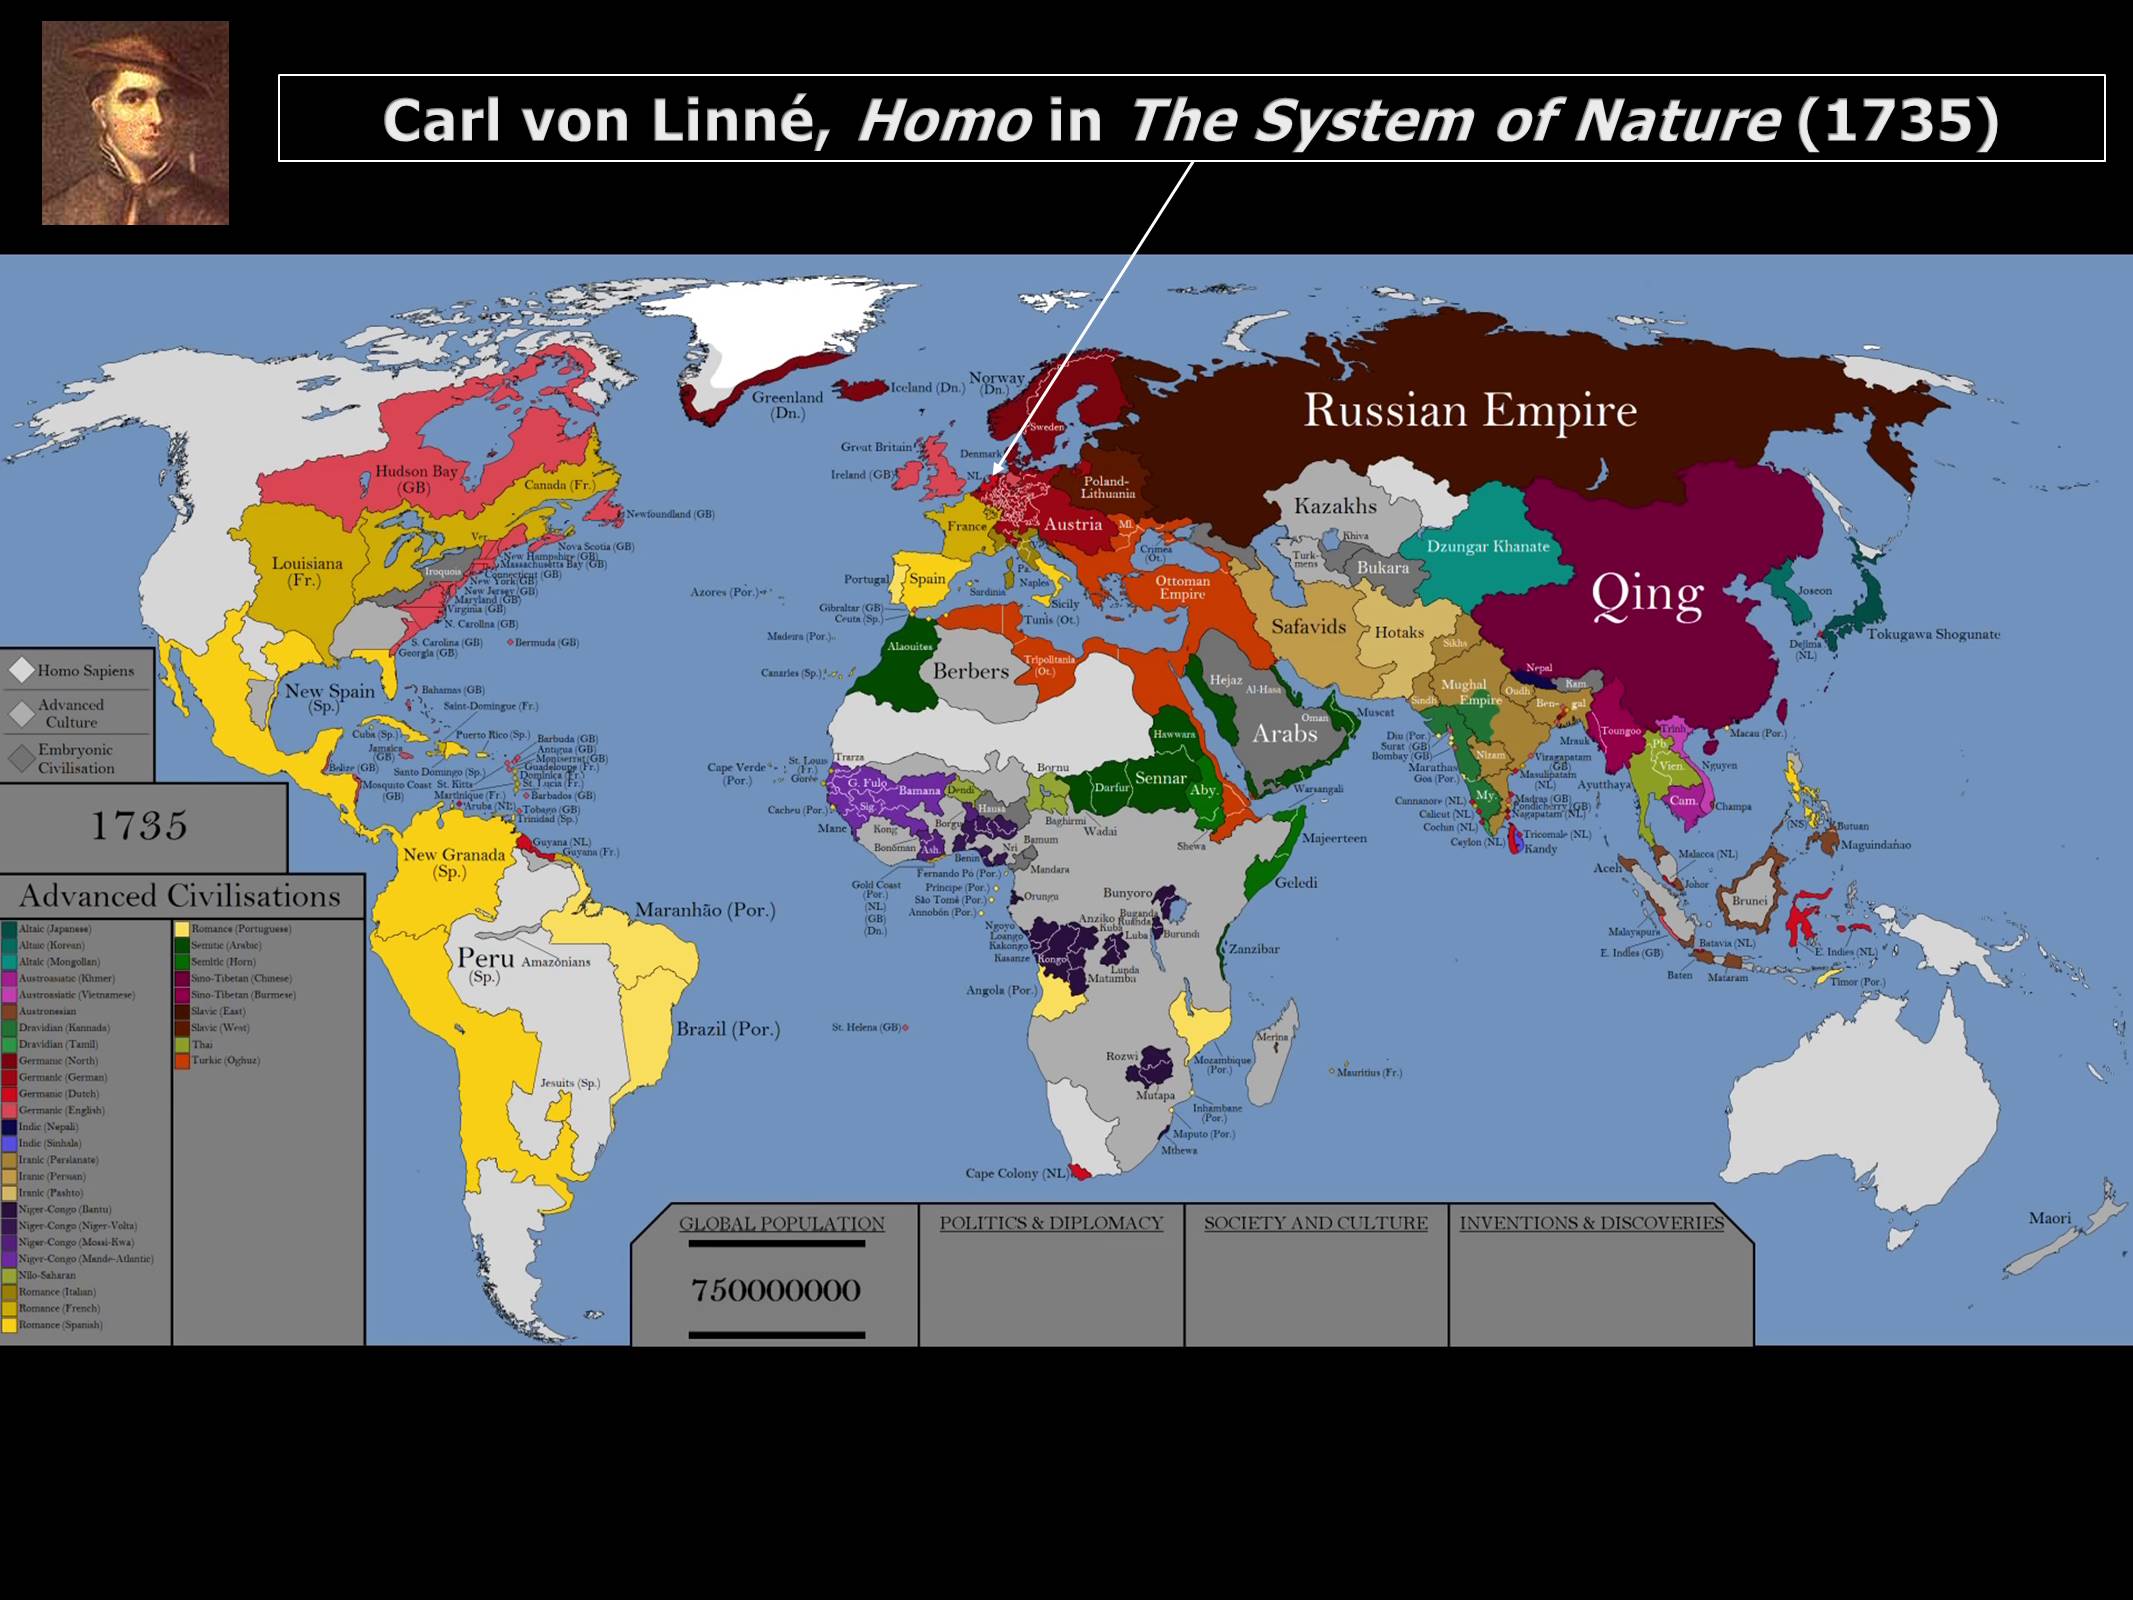 Carl von Linné, Homo in The System of Nature (1735)
Greenland
(Dn.)
Iceland (Dn.)
Norway
(Dn.)
Sweden
Denmark
Great Britain
Ireland (GB)
NL
Russian Empire
Poland-
Lithuania
Austria
France
Ml.
Crimea
(Ot.)
Portugal
Spain
Pa.
Naples
Sardinia
Sicily
Ottoman
Empire
Kazakhs
Khiva
Turk-
mens
Bukara
Dzungar Khanate
Qing
Joseon
Tokugawa Shogunate
Dejima
(NL)
Safavids
Hotaks
Sikhs
Nepal
Kam.
Mughal
Empire
Oudh
Sindh
Ben-
gal
Hudson Bay
(GB)
Canada (Fr.)
Newfoundland (GB)
Louisiana
(Fr.)
Ver.
Iroquois
Nova Scotia (GB)
New Hampshire (GB)
Massachusetts Bay (GB)
Connecticut (GB)
New York(GB)
New Jersey (GB)
Maryland (GB)
Virginia (GB)
N. Carolina (GB)
S. Carolina (GB)
Georgia (GB)
Bermuda (GB)
Azores (Por.)
Gibraltar (GB)
Ceuta (Sp.)
Madeira (Por.)
Canaries (Sp.)
Tunis (Ot.)
Alaouites
Berbers
Tripolitania
(Ot.)
Hejaz
Al-Hasa
Oman
Arabs
Muscat
Homo Sapiens
Advanced
Culture
Embryonic
Civilisation
New Spain
(Sp.)
Bahamas (GB)
Saint-Domingue (Fr.)
Cuba (Sp.)
Puerto Rico (Sp.)
Jamaica
(GB)
Barbuda (GB)
Antigua (GB)
Montserrat(GB)
Guadeloupe (Fr.)
Dominica (Fr.)
St. Lucia (Fr.)
Santo Domingo (Sp.)
Belize (GB)
Mosquito Coast
(GB)
St. Kitts
Martinique (Fr.)
Barbados (GB)
Aruba (NL)
Tobago (GB)
Trinidad (Sp.)
Guyana (NL)
Guyana (Fr.)
1735
New Granada
(Sp.)
Maranhão (Por.)
Peru
(Sp.)
Amazonians
Brazil (Por.)
Jesuits (Sp.)
Cape Verde
(Por.)
St. Louis
(Fr.)
Goree
Trarza
Cacheu (Por.)
Mane
G. Fulo
Sig.
Bamana
Dendi
Bornu
Hausa
Kong
Borgu
Bonoman
Ash.
Benin
Nri
Bamum
Mandara
Baghirmi
Wadai
Darfur
Sennar
Hawwara
Aby.
Shewa
Warsangali
Majeerteen
Geledi
Gold Coast
(Por.)
(NL)
(GB)
(Dn.)
Fernando Pó (Por.)
Principe (Por.)
São Tomé (Por.)
Annobón (Por.)
Orungu
Ngoyo
Loango
Kakongo
Kasanze
Kongo
Anziko
Kuba
Luba
Lunda
Matamba
Bunyoro
Buganda
Ruanda
Burundi
Zanzibar
Angola (Por.)
St. Helena (GB)
Rozwi
Mutapa
Mozambique
(Por.)
Inhambane
(Por.)
Maputo (Por.)
Mthewa
Cape Colony (NL)
Merina
Mauritius (Fr.)
Diu (Por.)
Surat (GB)
Bombay (GB)
Marathas
Goa (Por.)
Nizam
My.
Cannanore (NL)
Calicut (NL)
Cochin (NL)
Ceylon (NL)
Kandy
Tricomale (NL)
Vizagapatam
(GB)
Masulipatam
(NL)
Madras (GB)
Pondicherry (GB)
Nagapatam (NL)
Mrauk
Toungoo
Trinh
Pb.
Vien.
Nguyen
Ayutthaya
Cam.
Champa
Macau (Por.)
(NS)
Butuan
Maguindanao
Aceh
Malacca (NL)
Johor
Brunei
Malayapura
E. Indies (GB)
Batavia (NL)
Baten
Mataram
E. Indies (NL)
Timor (Por.)
Maori
Advanced Civilisations
Altaic (Japanese)
Altaic (Korean)
Altaic (Mongolian)
Austroasiatic (Khmer)
Austroasiatic (Vietnamese)
Austronesian
Dravidian (Kannada)
Dravidian (Tamil)
Germanic (North)
Germanic (German)
Germanic (Dutch)
Germanic (English)
Indic (Nepali)
Indic (Sinhala)
Iranic (Persianate)
Iranic (Persian)
Iranic (Pashto)
Niger-Congo (Bantu)
Niger-Congo (Niger-Volta)
Niger-Congo (Mossi-Kwa)
Niger-Congo (Mande-Atlantic)
Nilo-Saharan
Romance (Italian)
Romance (French)
Romance (Spanish)
Romance (Portuguese)
Semitic (Arabic)
Semitic (Horn)
Sino-Tibetan (Chinese)
Sino-Tibetan (Burmese)
Slavic (East)
Slavic (West)
Thai
Turkic (Oghuz)
GLOBAL POPULATION
750000000
POLITICS & DIPLOMACY
SOCIETY AND CULTURE
INVENTIONS & DISCOVERIES